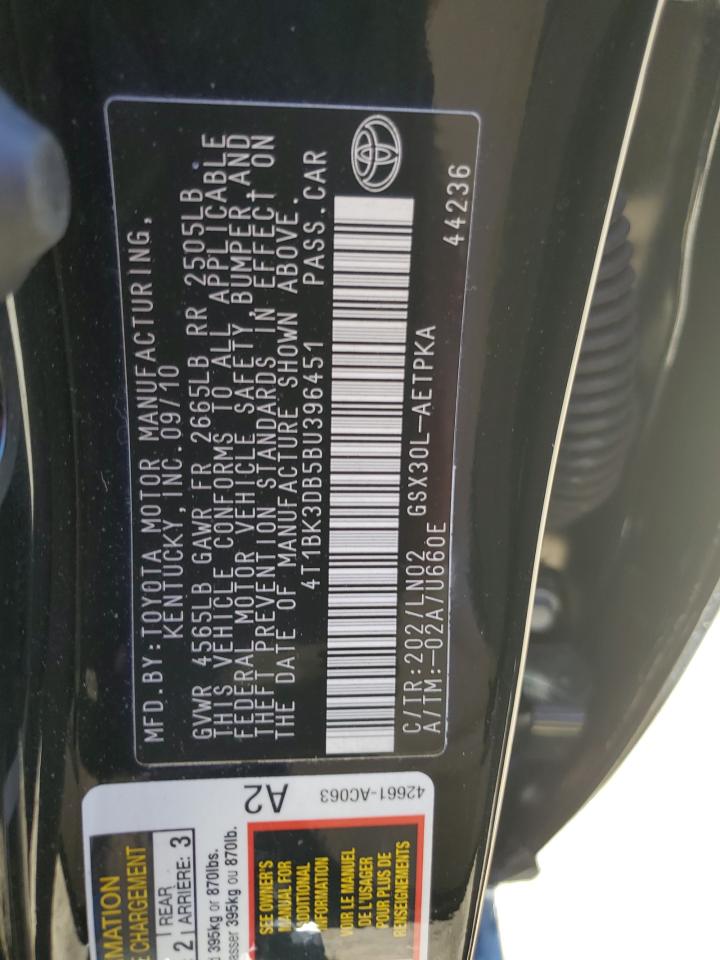 MFD.BY:TOYOTA MOTOR MANUFACTURING,
KENTUCKY,INC.09/10
GVWR 4565LB GAWR FR 2665LB RR 2505LB
THIS VEHICLE CONFORMS TO ALL APPLICABLE
FEDERAL MOTOR VEHICLE SAFETY, BUMPER AND
THEFT PREVENTION STANDARDS IN EFFECT ON
THE DATE OF MANUFACTURE SHOWN ABOVE.
4T1BK3DB5BU396451 PASS.CAR
C/TR:202/LN02 GSX30L-AETPKA
A/TM:-02A/U660E 44236
A2
42661-AC063
CHARGEMENT
REAR
2 ARRIÈRE: 3
395kg or 870lbs.
395kg ou 870lb.
SEE OWNER'S
MANUAL FOR
ADDITIONAL
INFORMATION
VOIR LE MANUEL
DE L'USAGER
POUR PLUS DE
RENSEIGNEMENTS